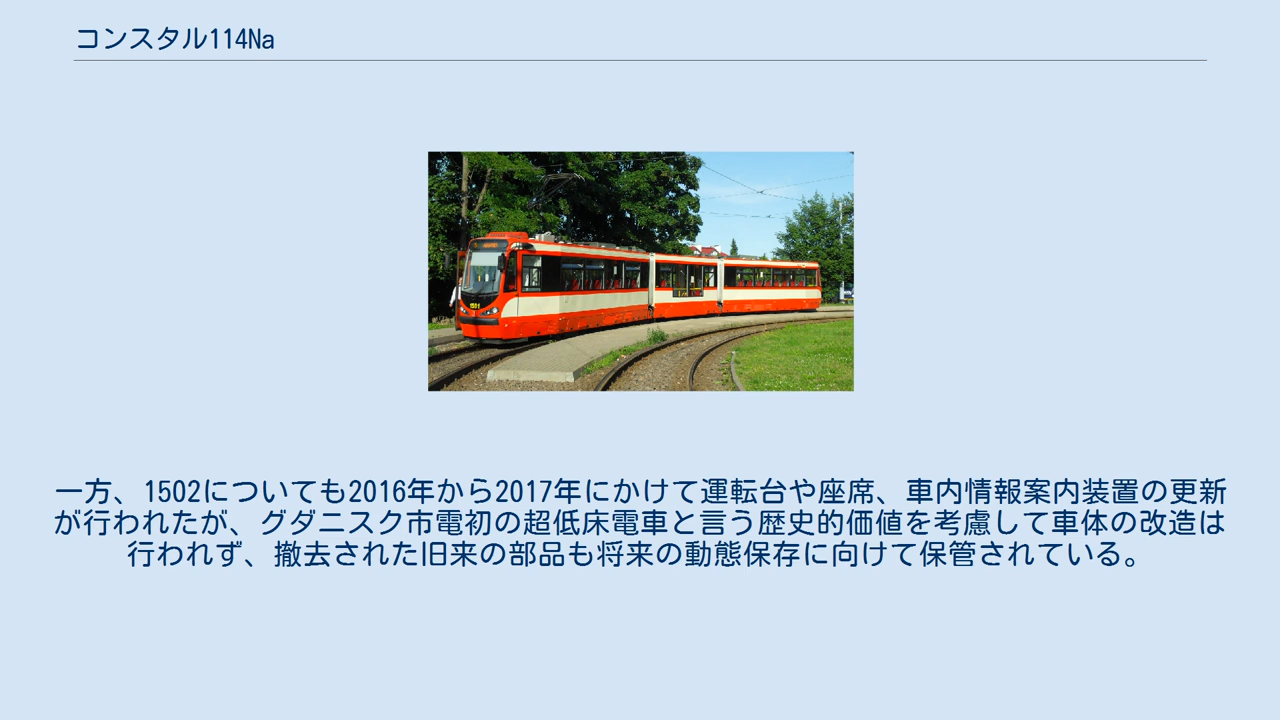 コンスタル114Na
1501
一方、1502についても2016年から2017年にかけて運転台や座席、車内情報案内装置の更新
が行われたが、グダニスク市電初の超低床電車と言う歴史的価値を考慮して車体の改造は
行われず、撤去された旧来の部品も将来の動態保存に向けて保管されている。